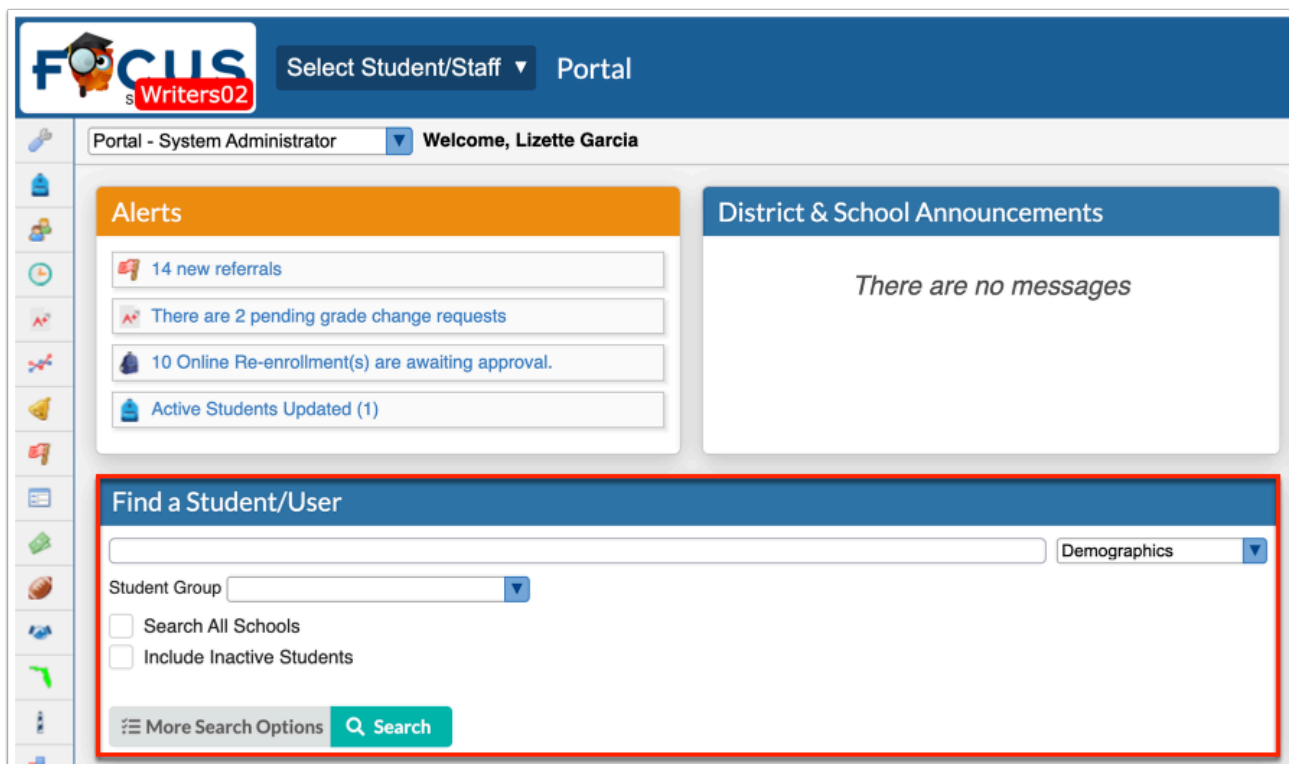 FOCUS
S
Writers02
Select Student/Staff ▼
Portal
Portal - System Administrator
Welcome, Lizette Garcia
Alerts
14 new referrals
There are 2 pending grade change requests
10 Online Re-enrollment(s) are awaiting approval.
Active Students Updated (1)
District & School Announcements
There are no messages
Find a Student/User
Demographics
Student Group
Search All Schools
Include Inactive Students
More Search Options
Search